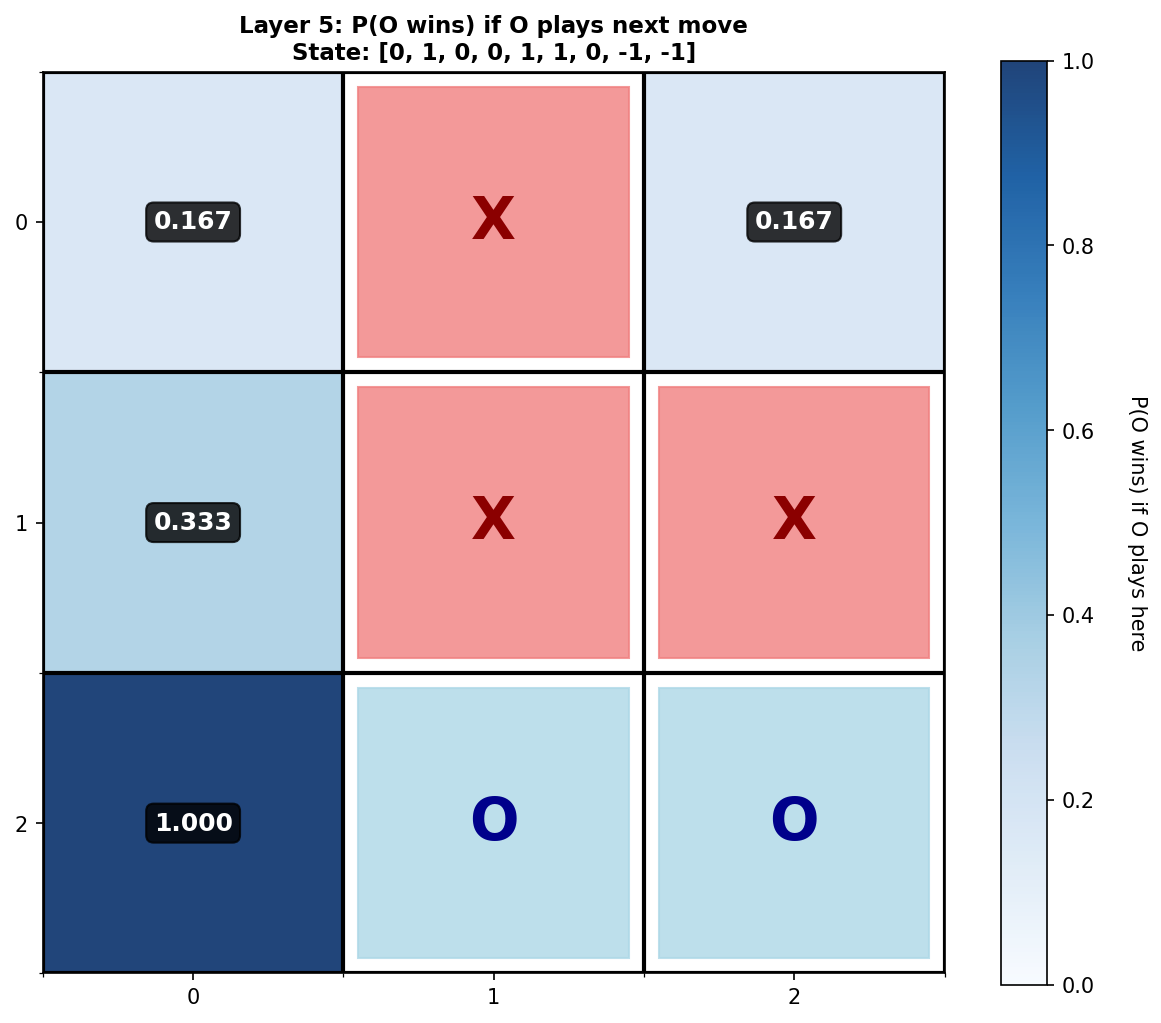 Layer 5: P(O wins) if O plays next move
State: [0, 1, 0, 0, 1, 1, 0, -1, -1]
0
0.167
X
0.167
1
0.333
X
X
2
1.000
O
O
0
1
2
1.0
0.8
0.6
0.4
0.2
0.0
P(O wins) if O plays here